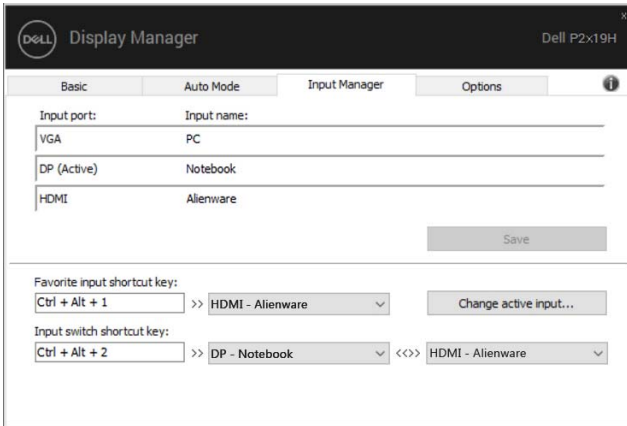 DELL Display Manager
x
Dell P2x19H
Basic Auto Mode Input Manager Options i
Input port: Input name:
VGA PC
DP (Active) Notebook
HDMI Alienware
Save
Favorite input shortcut key:
Ctrl + Alt + 1 >> HDMI - Alienware Change active input...
Input switch shortcut key:
Ctrl + Alt + 2 >> DP - Notebook <<>> HDMI - Alienware